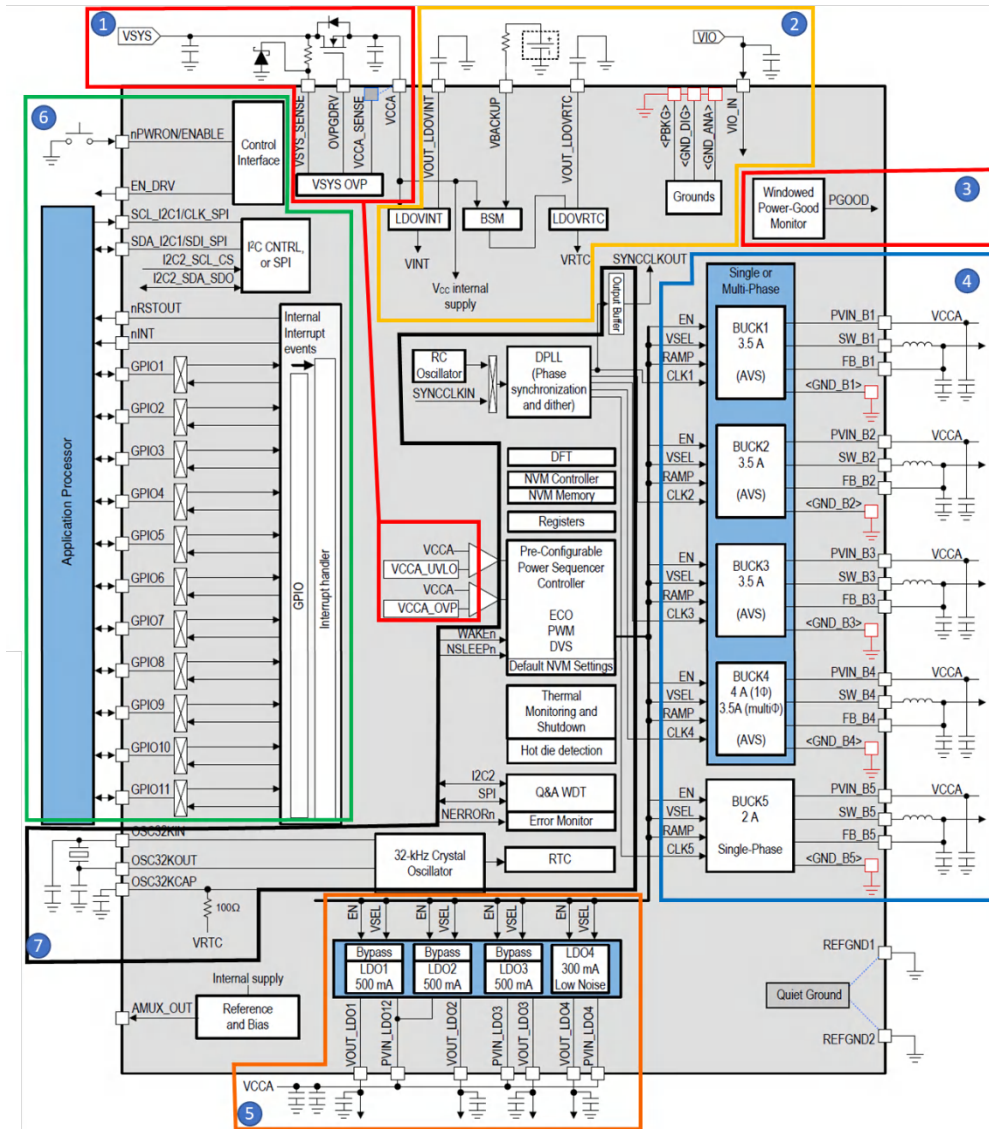 1
VSYS
VSYS_SENSE
OVPGDRV
VCCA_SENSE
VCCA
VSYS OVP
2
VIO
VOUT_LDOVINT
VBACKUP
VOUT_LDOVRTC
<PBKG>
<GND_DIG>
<GND_ANA>
VIO_IN
LDOVINT
BSM
LDOVRTC
Grounds
VINT
Vcc internal
supply
VRTC
3
Windowed
Power-Good
Monitor
PGOOD
6
nPWRON/ENABLE
EN_DRV
Control
Interface
SCL_I2C1/CLK_SPI
SDA_I2C1/SDI_SPI
I2C2_SCL_CS
I2C2_SDA_SDO
I²C CNTRL,
or SPI
nRSTOUT
nINT
Internal
Interrupt
events
GPIO1
GPIO2
GPIO3
GPIO4
GPIO5
GPIO6
GPIO7
GPIO8
GPIO9
GPIO10
GPIO11
Application Processor
GPIO
Interrupt handler
SYNCCLKOUT
Output Buffer
RC
Oscillator
SYNCCLKIN
DPLL
(Phase
synchronization
and dither)
DFT
NVM Controller
NVM Memory
Registers
VCCA
VCCA_UVLO
VCCA
VCCA_OVP
Pre-Configurable
Power Sequencer
Controller
ECO
PWM
DVS
Default NVM Settings
WAKEn
NSLEEPn
Thermal
Monitoring and
Shutdown
Hot die detection
I2C2
SPI
NERRORn
Q&A WDT
Error Monitor
RTC
4
Single or
Multi-Phase
EN
VSEL
RAMP
CLK1
BUCK1
3.5 A
(AVS)
PVIN_B1
SW_B1
FB_B1
<GND_B1>
VCCA
EN
VSEL
RAMP
CLK2
BUCK2
3.5 A
(AVS)
PVIN_B2
SW_B2
FB_B2
<GND_B2>
VCCA
EN
VSEL
RAMP
CLK3
BUCK3
3.5 A
(AVS)
PVIN_B3
SW_B3
FB_B3
<GND_B3>
VCCA
EN
VSEL
RAMP
CLK4
BUCK4
4 A (1Φ)
3.5A (multiΦ)
(AVS)
PVIN_B4
SW_B4
FB_B4
<GND_B4>
VCCA
EN
VSEL
RAMP
CLK5
BUCK5
2 A
Single-Phase
PVIN_B5
SW_B5
FB_B5
<GND_B5>
VCCA
7
OSC32KIN
OSC32KOUT
OSC32KCAP
100Ω
VRTC
32-kHz Crystal
Oscillator
Internal supply
AMUX_OUT
Reference
and Bias
EN
VSEL
EN
VSEL
EN
VSEL
EN
VSEL
Bypass
LDO1
500 mA
Bypass
LDO2
500 mA
Bypass
LDO3
500 mA
LDO4
300 mA
Low Noise
VOUT_LDO1
PVIN_LDO12
VOUT_LDO2
PVIN_LDO3
VOUT_LDO3
VOUT_LDO4
PVIN_LDO4
VCCA
5
REFGND1
Quiet Ground
REFGND2